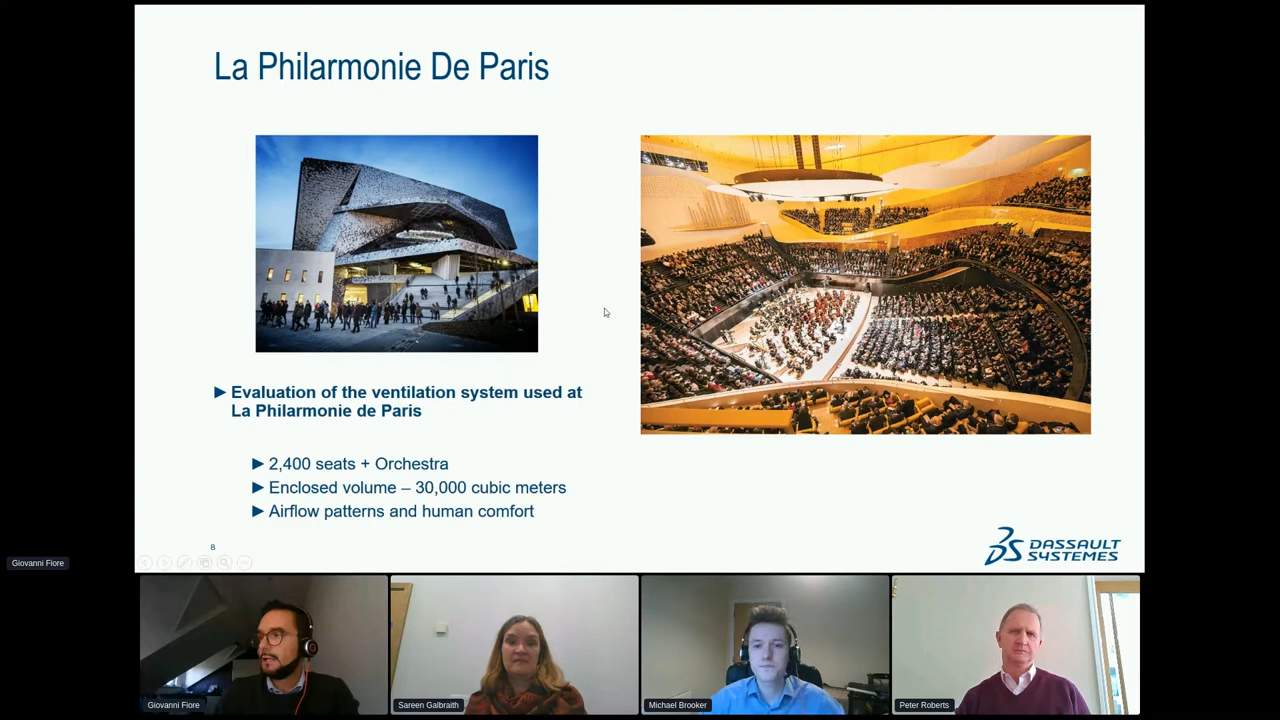 La Philarmonie De Paris
Evaluation of the ventilation system used at
La Philarmonie de Paris
2,400 seats + Orchestra
Enclosed volume – 30,000 cubic meters
Airflow patterns and human comfort
8
DASSAULT
SYSTEMES
Giovanni Fiore
Giovanni Fiore
Sareen Galbraith
Michael Brooker
Peter Roberts